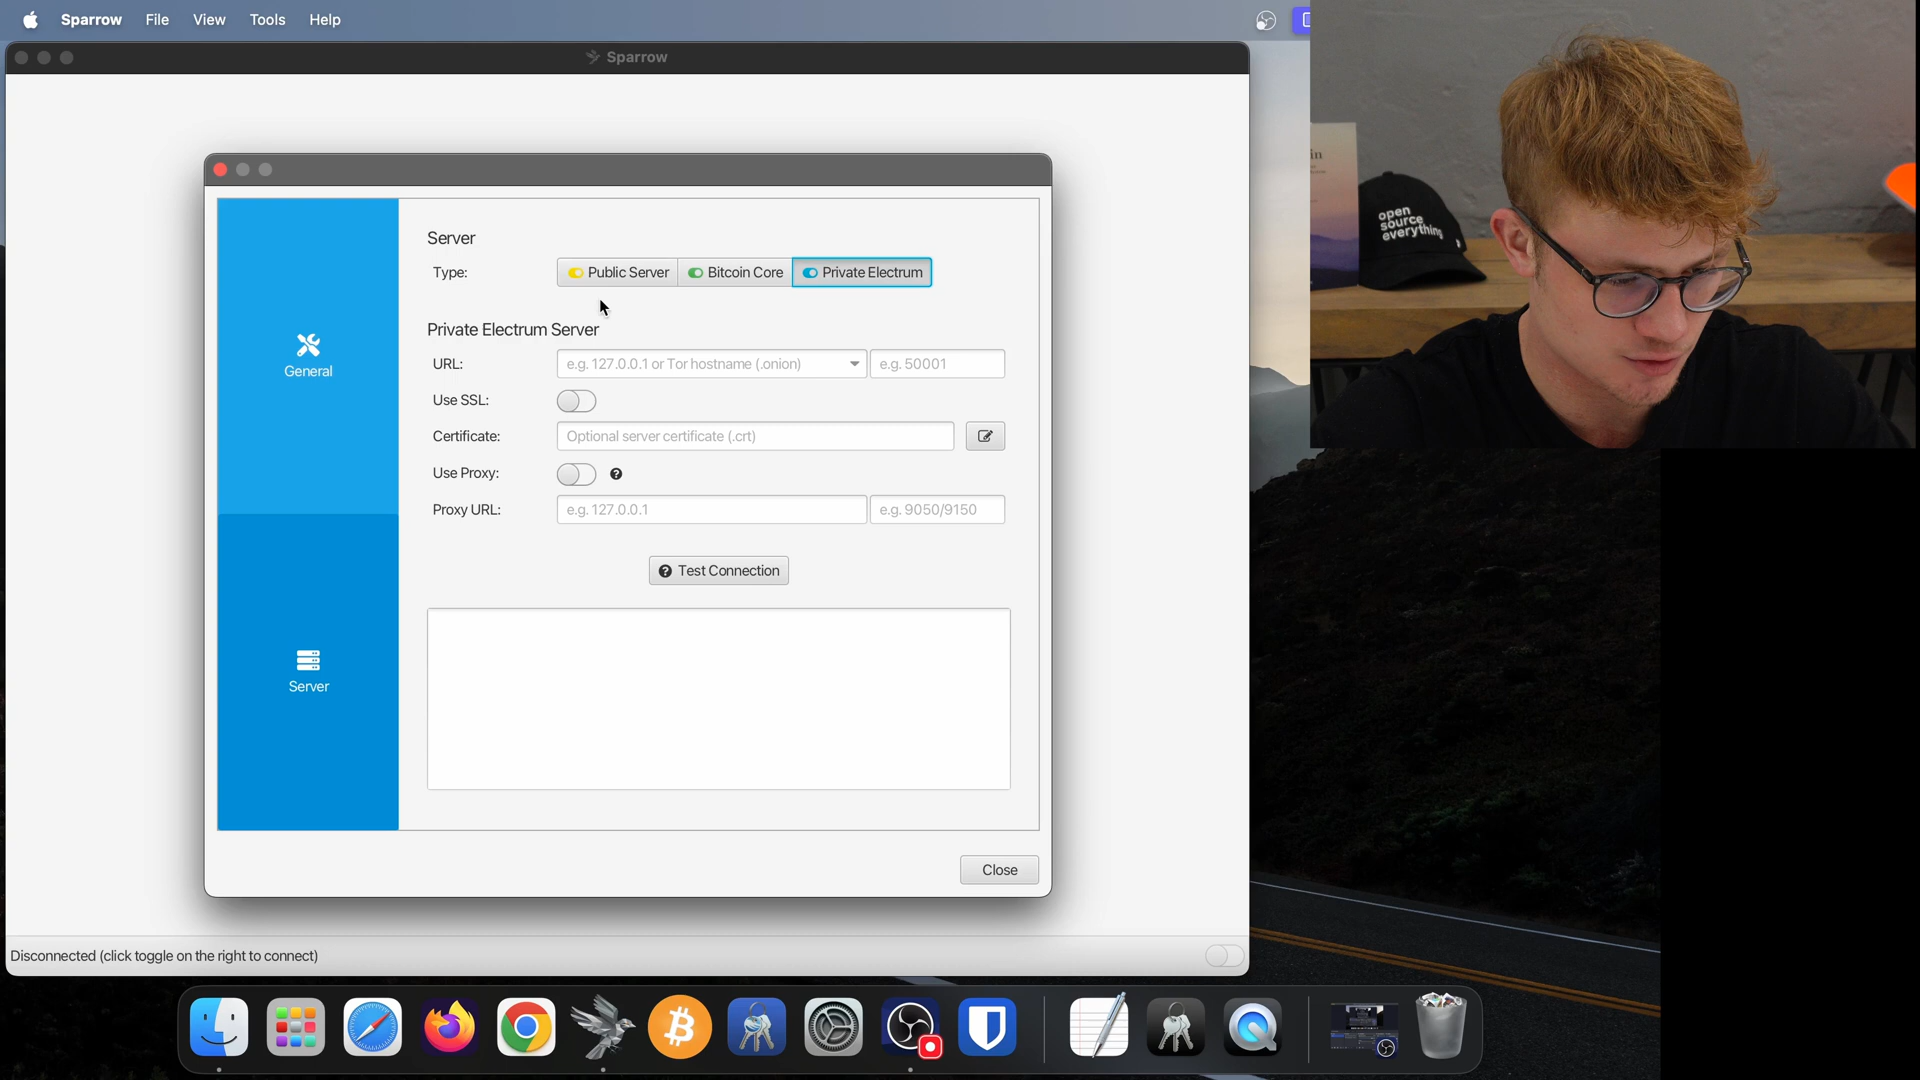 Sparrow File View Tools Help
Sparrow
Server
Type: Public Server Bitcoin Core Private Electrum
Private Electrum Server
URL: e.g. 127.0.0.1 or Tor hostname (.onion) e.g. 50001
Use SSL:
Certificate: Optional server certificate (.crt)
Use Proxy:
Proxy URL: e.g. 127.0.0.1 e.g. 9050/9150
Test Connection
General
Server
Close
Disconnected (click toggle on the right to connect)
open
source
everything